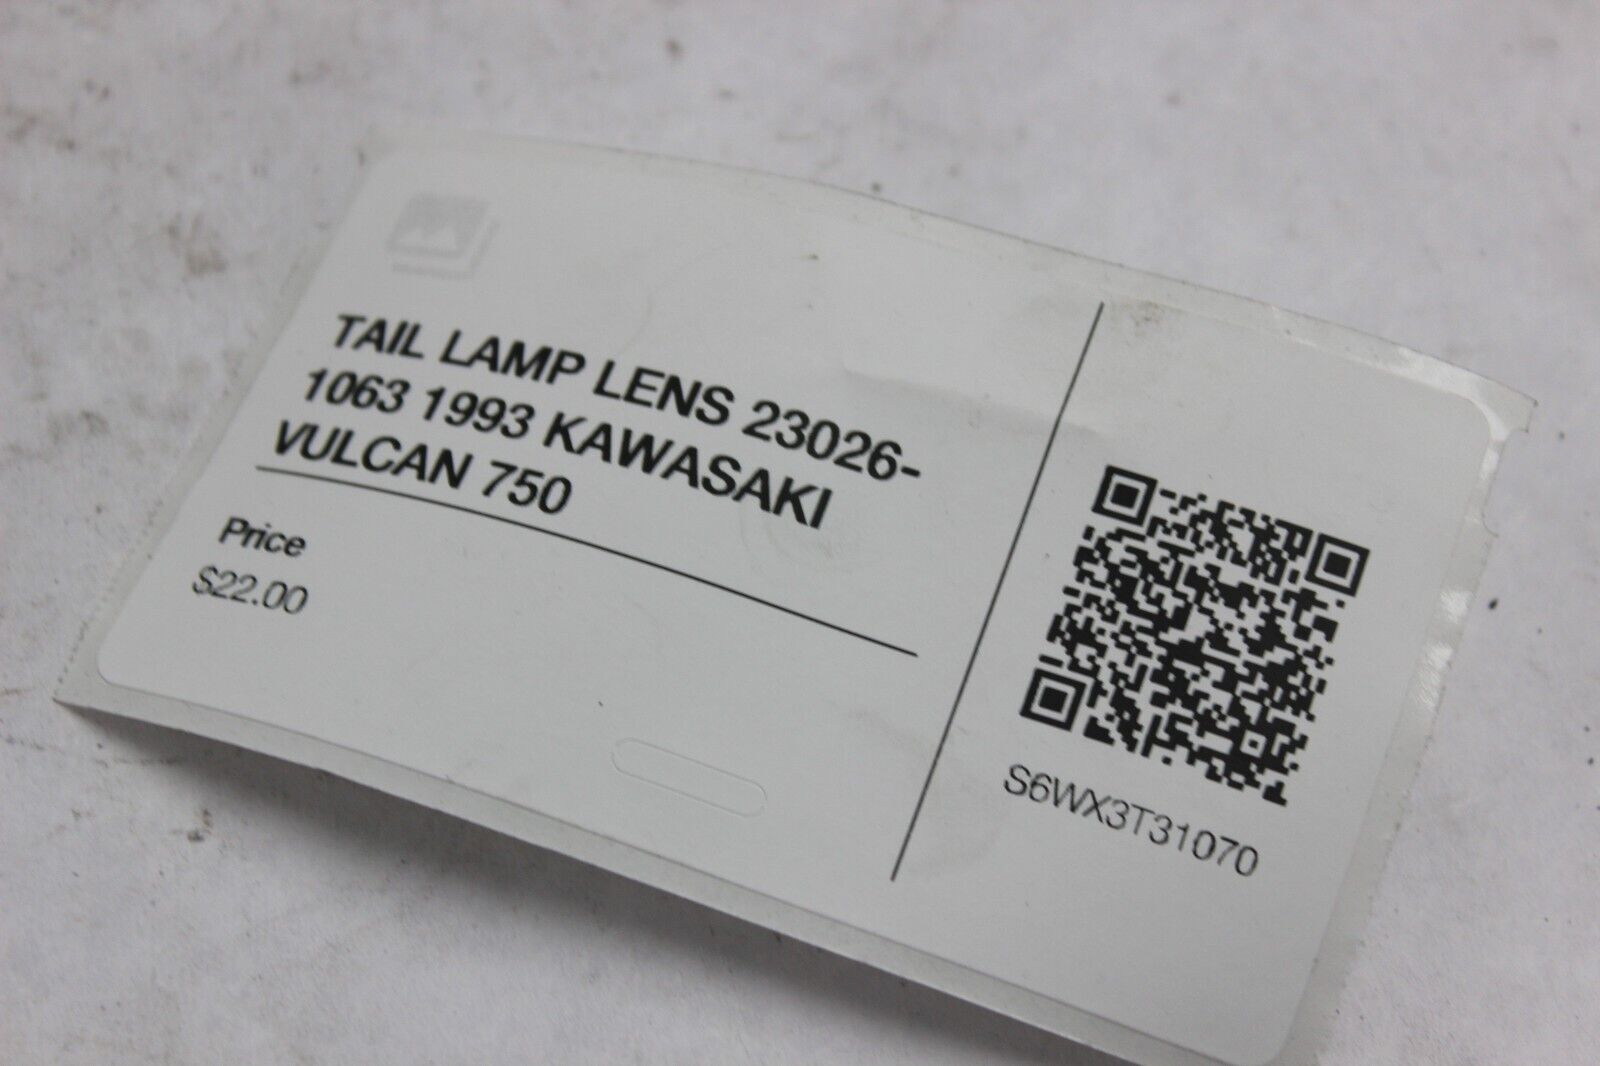 TAIL LAMP LENS 23026-
1063 1993 KAWASAKI
VULCAN 750
Price
$22.00
S6WX3T31070